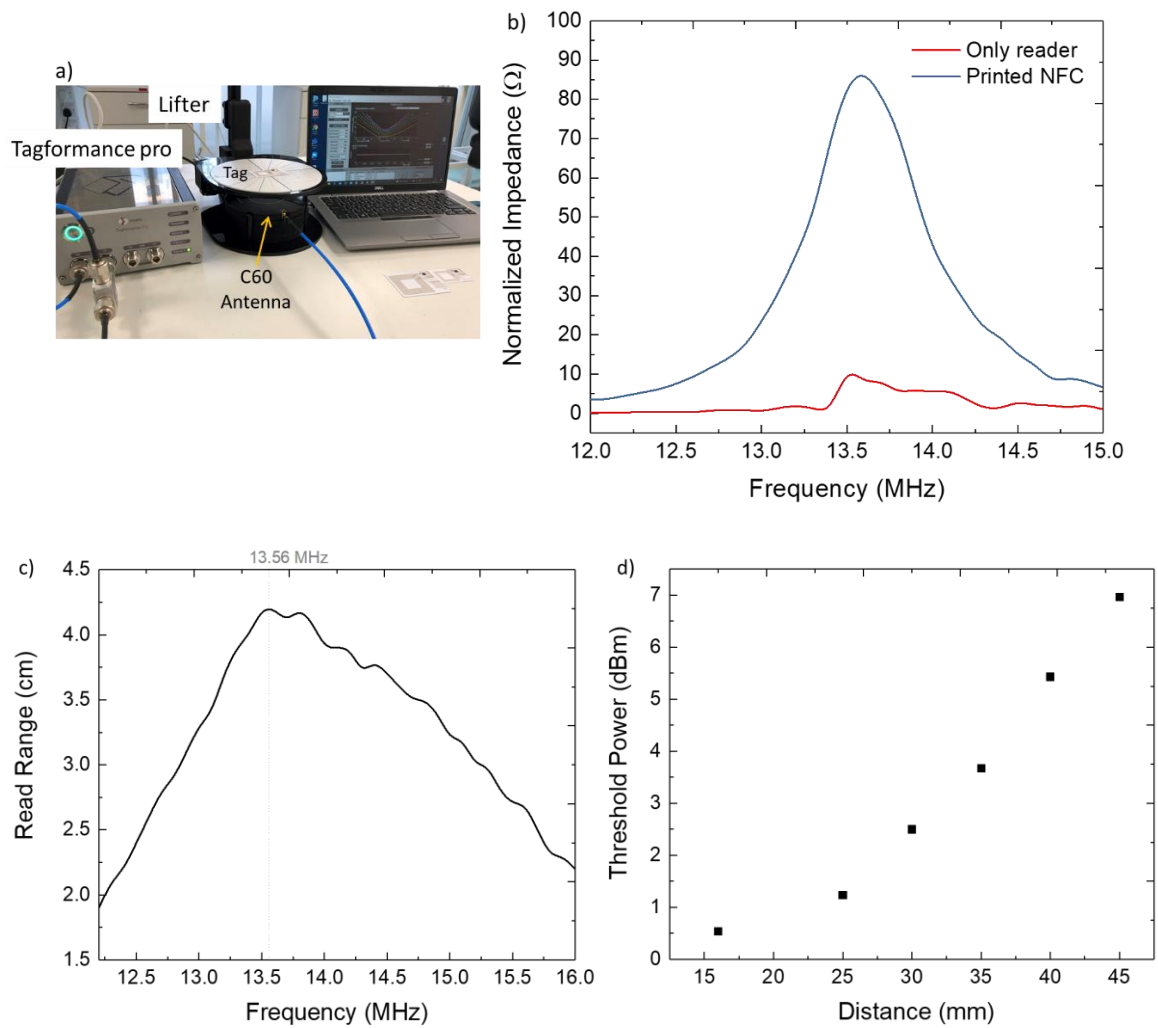 a)
Lifter
Tagformance pro
Tag
C60
Antenna
DELL
b)
Normalized Impedance (Ω)
100
90
80
70
60
50
40
30
20
10
0
Only reader
Printed NFC
12.0 12.5 13.0 13.5 14.0 14.5 15.0
Frequency (MHz)
c)
13.56 MHz
Read Range (cm)
4.5
4.0
3.5
3.0
2.5
2.0
1.5
12.5 13.0 13.5 14.0 14.5 15.0 15.5 16.0
Frequency (MHz)
d)
Threshold Power (dBm)
7
6
5
4
3
2
1
0
15 20 25 30 35 40 45
Distance (mm)